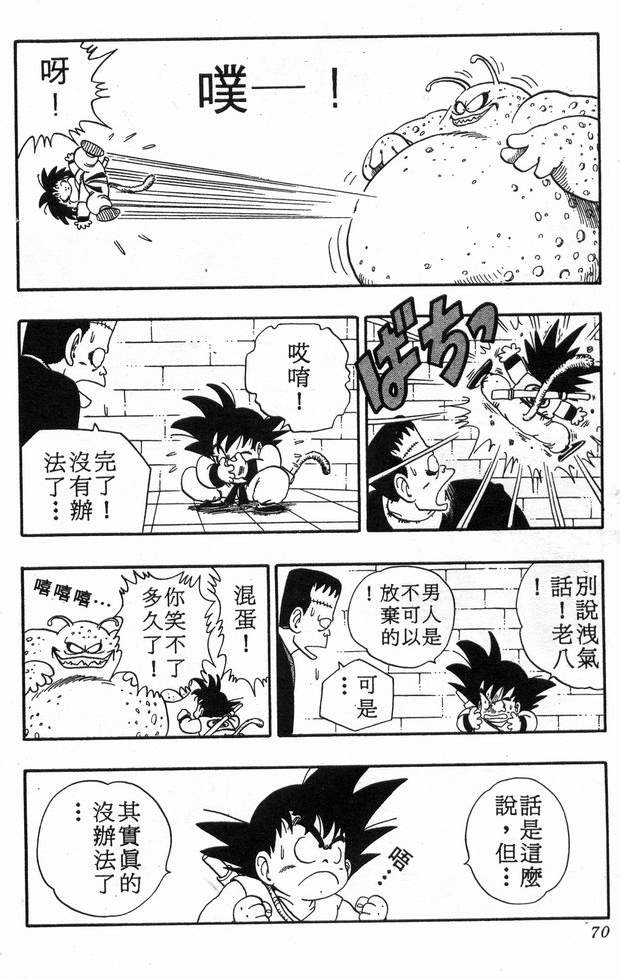 噗—！
呀！
ばちっ
哎唷！
完了！
沒有辦
法了…
別說洩氣
話！老八
！
男人是
不可以
放棄的
！
可是
…
混蛋！
你笑不了
多久了！
嘻嘻嘻…
話是這麼
說，但…
唔…
其實眞的
沒辦法了
…
70